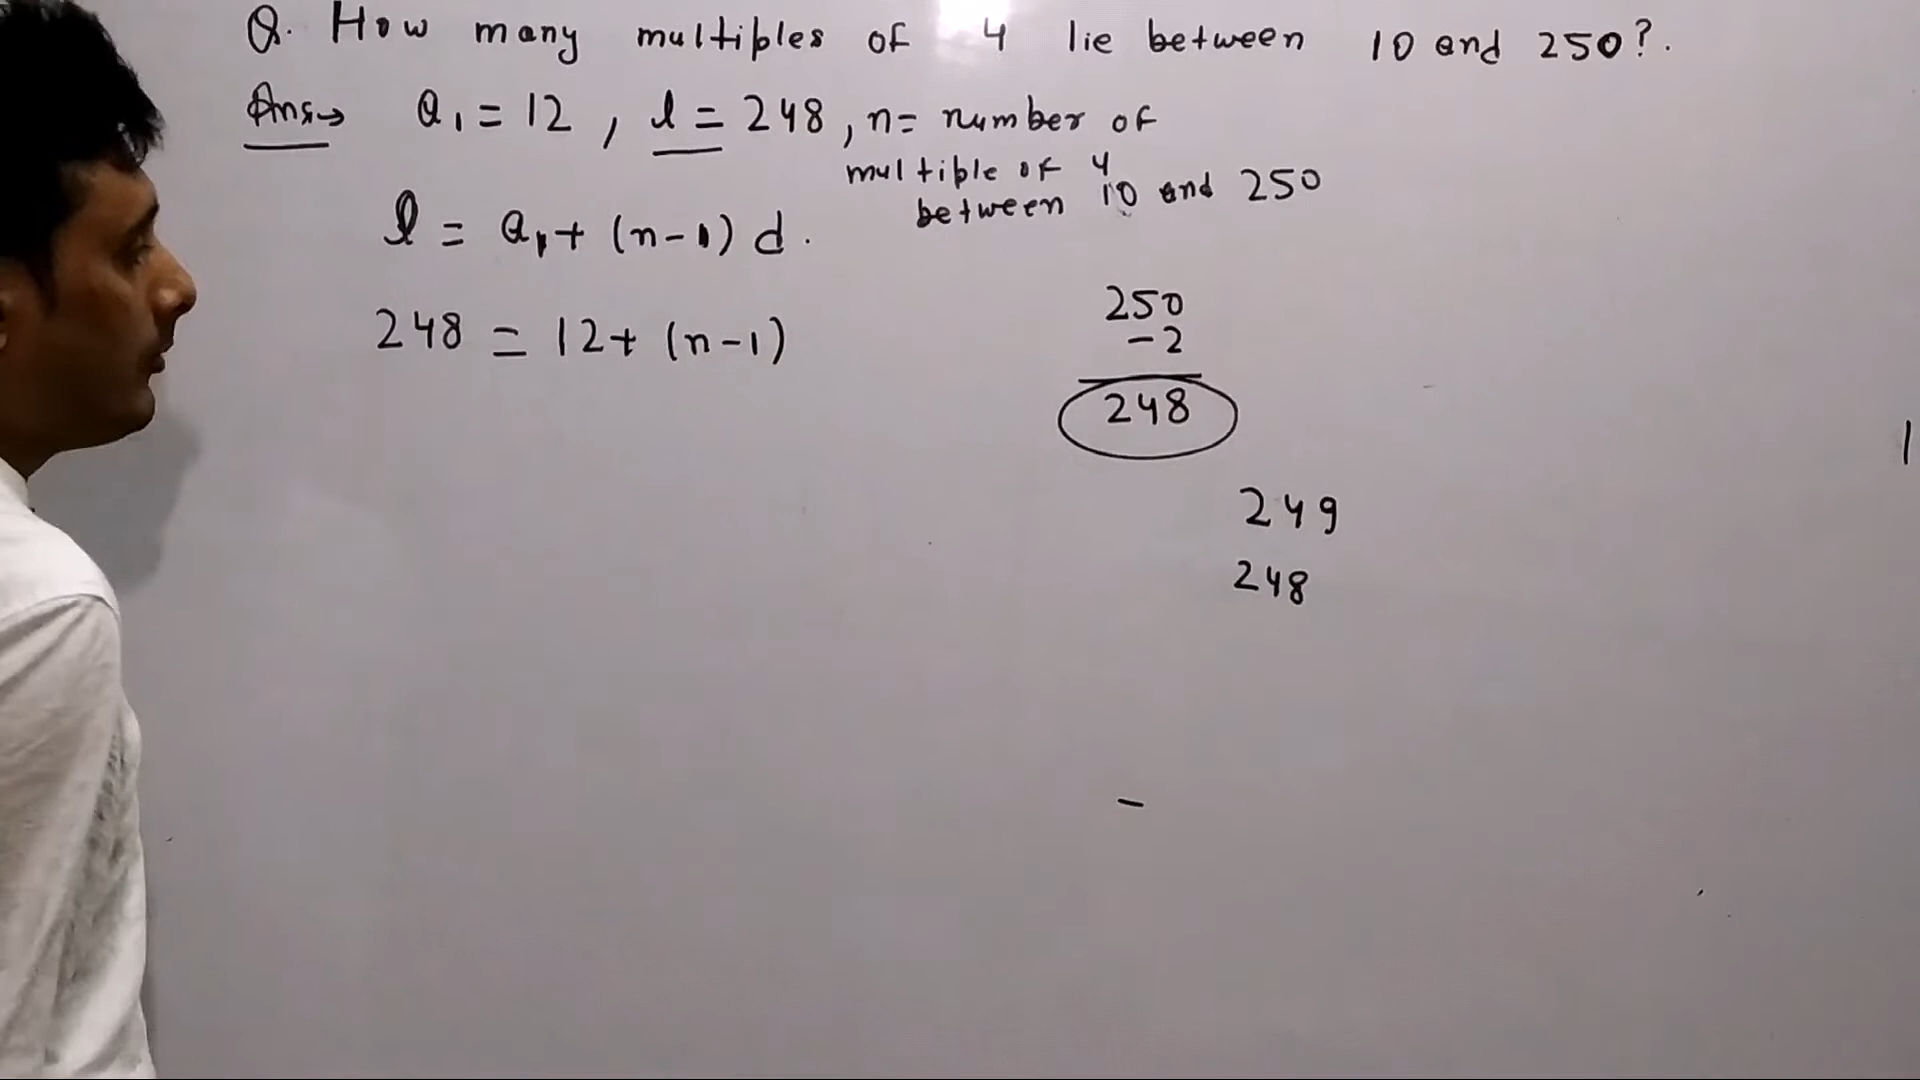 Q. How many multiples of 4 lie between 10 and 250?.
Ans→ a₁ = 12 , l = 248 , n = number of
multiple of 4
between 10 and 250
l = a₁ + (n-1) d .
248 = 12 + (n-1)
250
-2
248
249
248